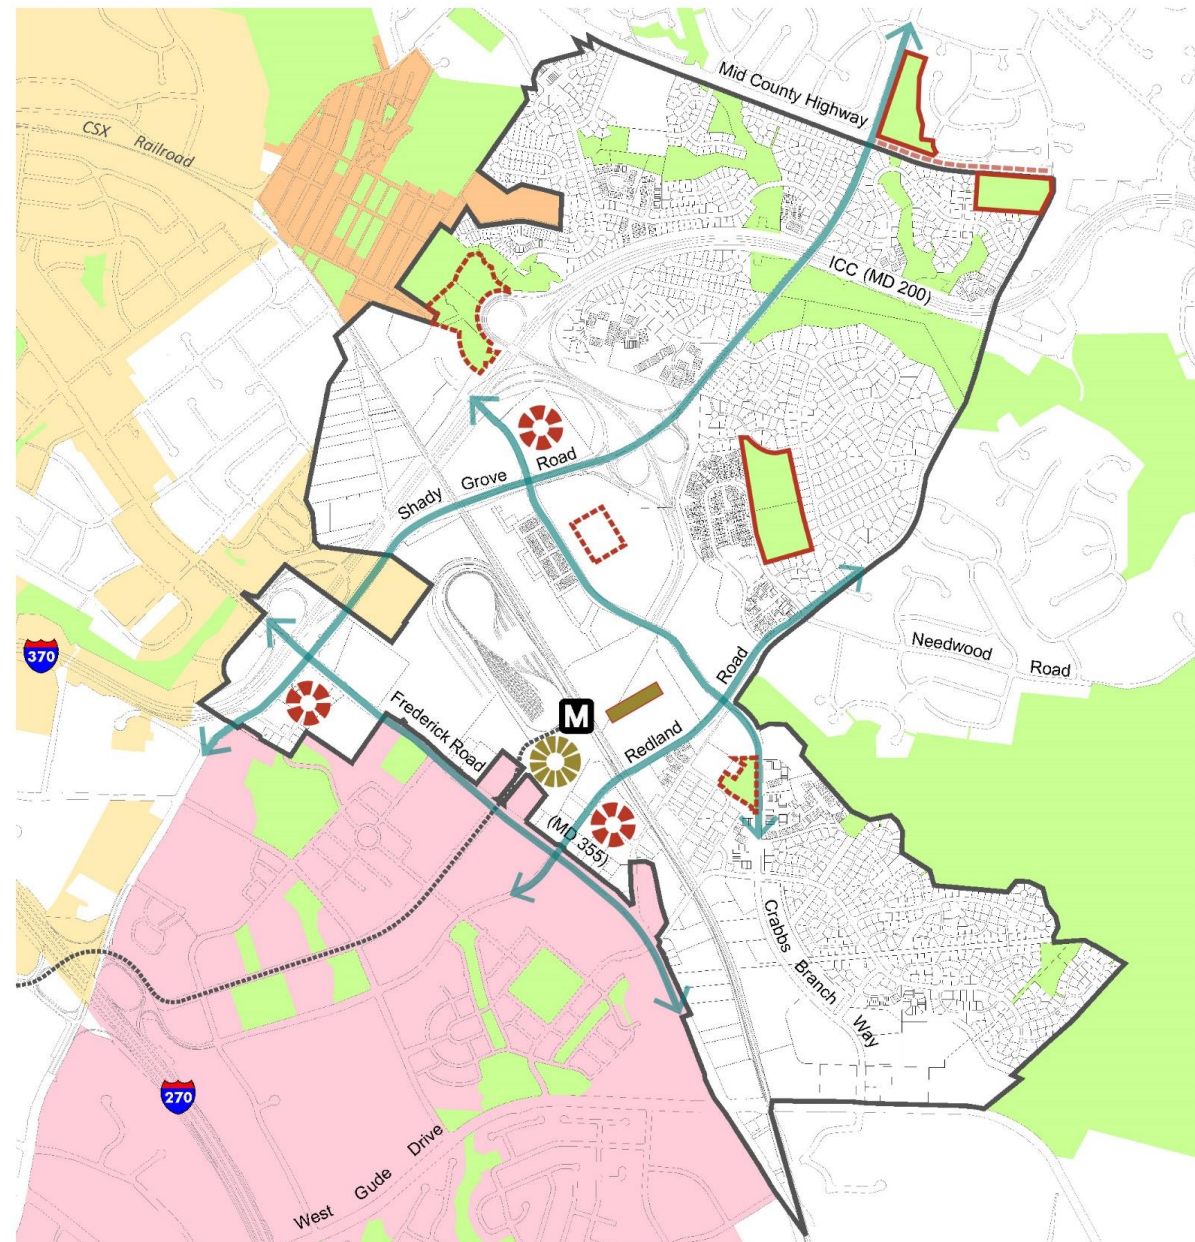 Mid County Highway
CSX Railroad
ICC (MD 200)
Shady Grove Road
370
Needwood Road
Redland Road
M
Frederick Road
(MD 355)
Crabbs Branch Way
270
West Gude Drive